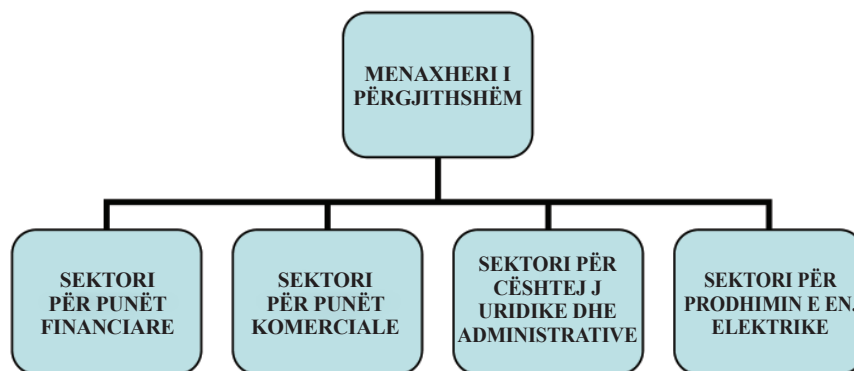 MENAXHERI I
PËRGJITHSHËM
SEKTORI
PËR PUNËT
FINANCIARE
SEKTORI
PËR PUNËT
KOMERCIALE
SEKTORI PËR
CËSHTEJ J
URIDIKE DHE
ADMINISTRATIVE
SEKTORI PËR
PRODHIMIN E EN.
ELEKTRIKE